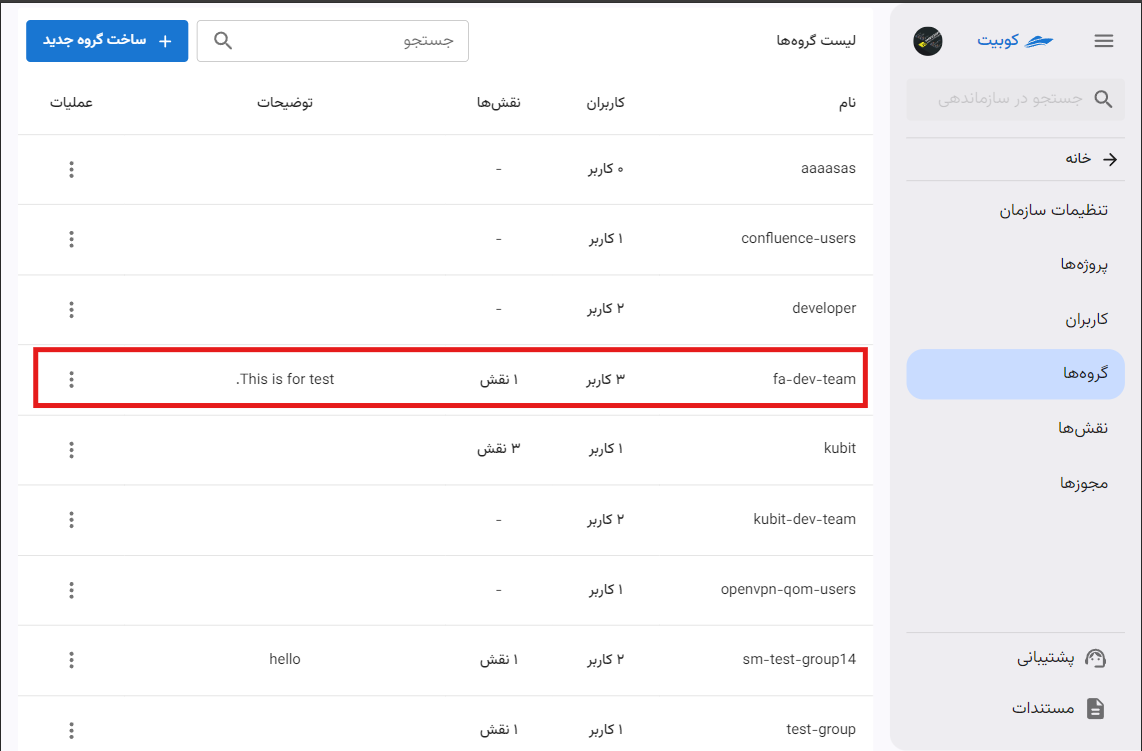 کوبیت
جستجو در سازماندهی
خانه
تنظیمات سازمان
پروژه‌ها
کاربران
گروه‌ها
نقش‌ها
مجوزها
پشتیبانی
مستندات
لیست گروه‌ها
جستجو
ساخت گروه جدید
نام کاربران نقش‌ها توضیحات عملیات
aaaasas ۰ کاربر -
confluence-users ۱ کاربر -
developer ۲ کاربر -
fa-dev-team ۳ کاربر ۱ نقش This is for test.
kubit ۱ کاربر ۳ نقش
kubit-dev-team ۲ کاربر -
openvpn-qom-users ۱ کاربر -
sm-test-group14 ۲ کاربر ۱ نقش hello
test-group ۱ کاربر ۱ نقش